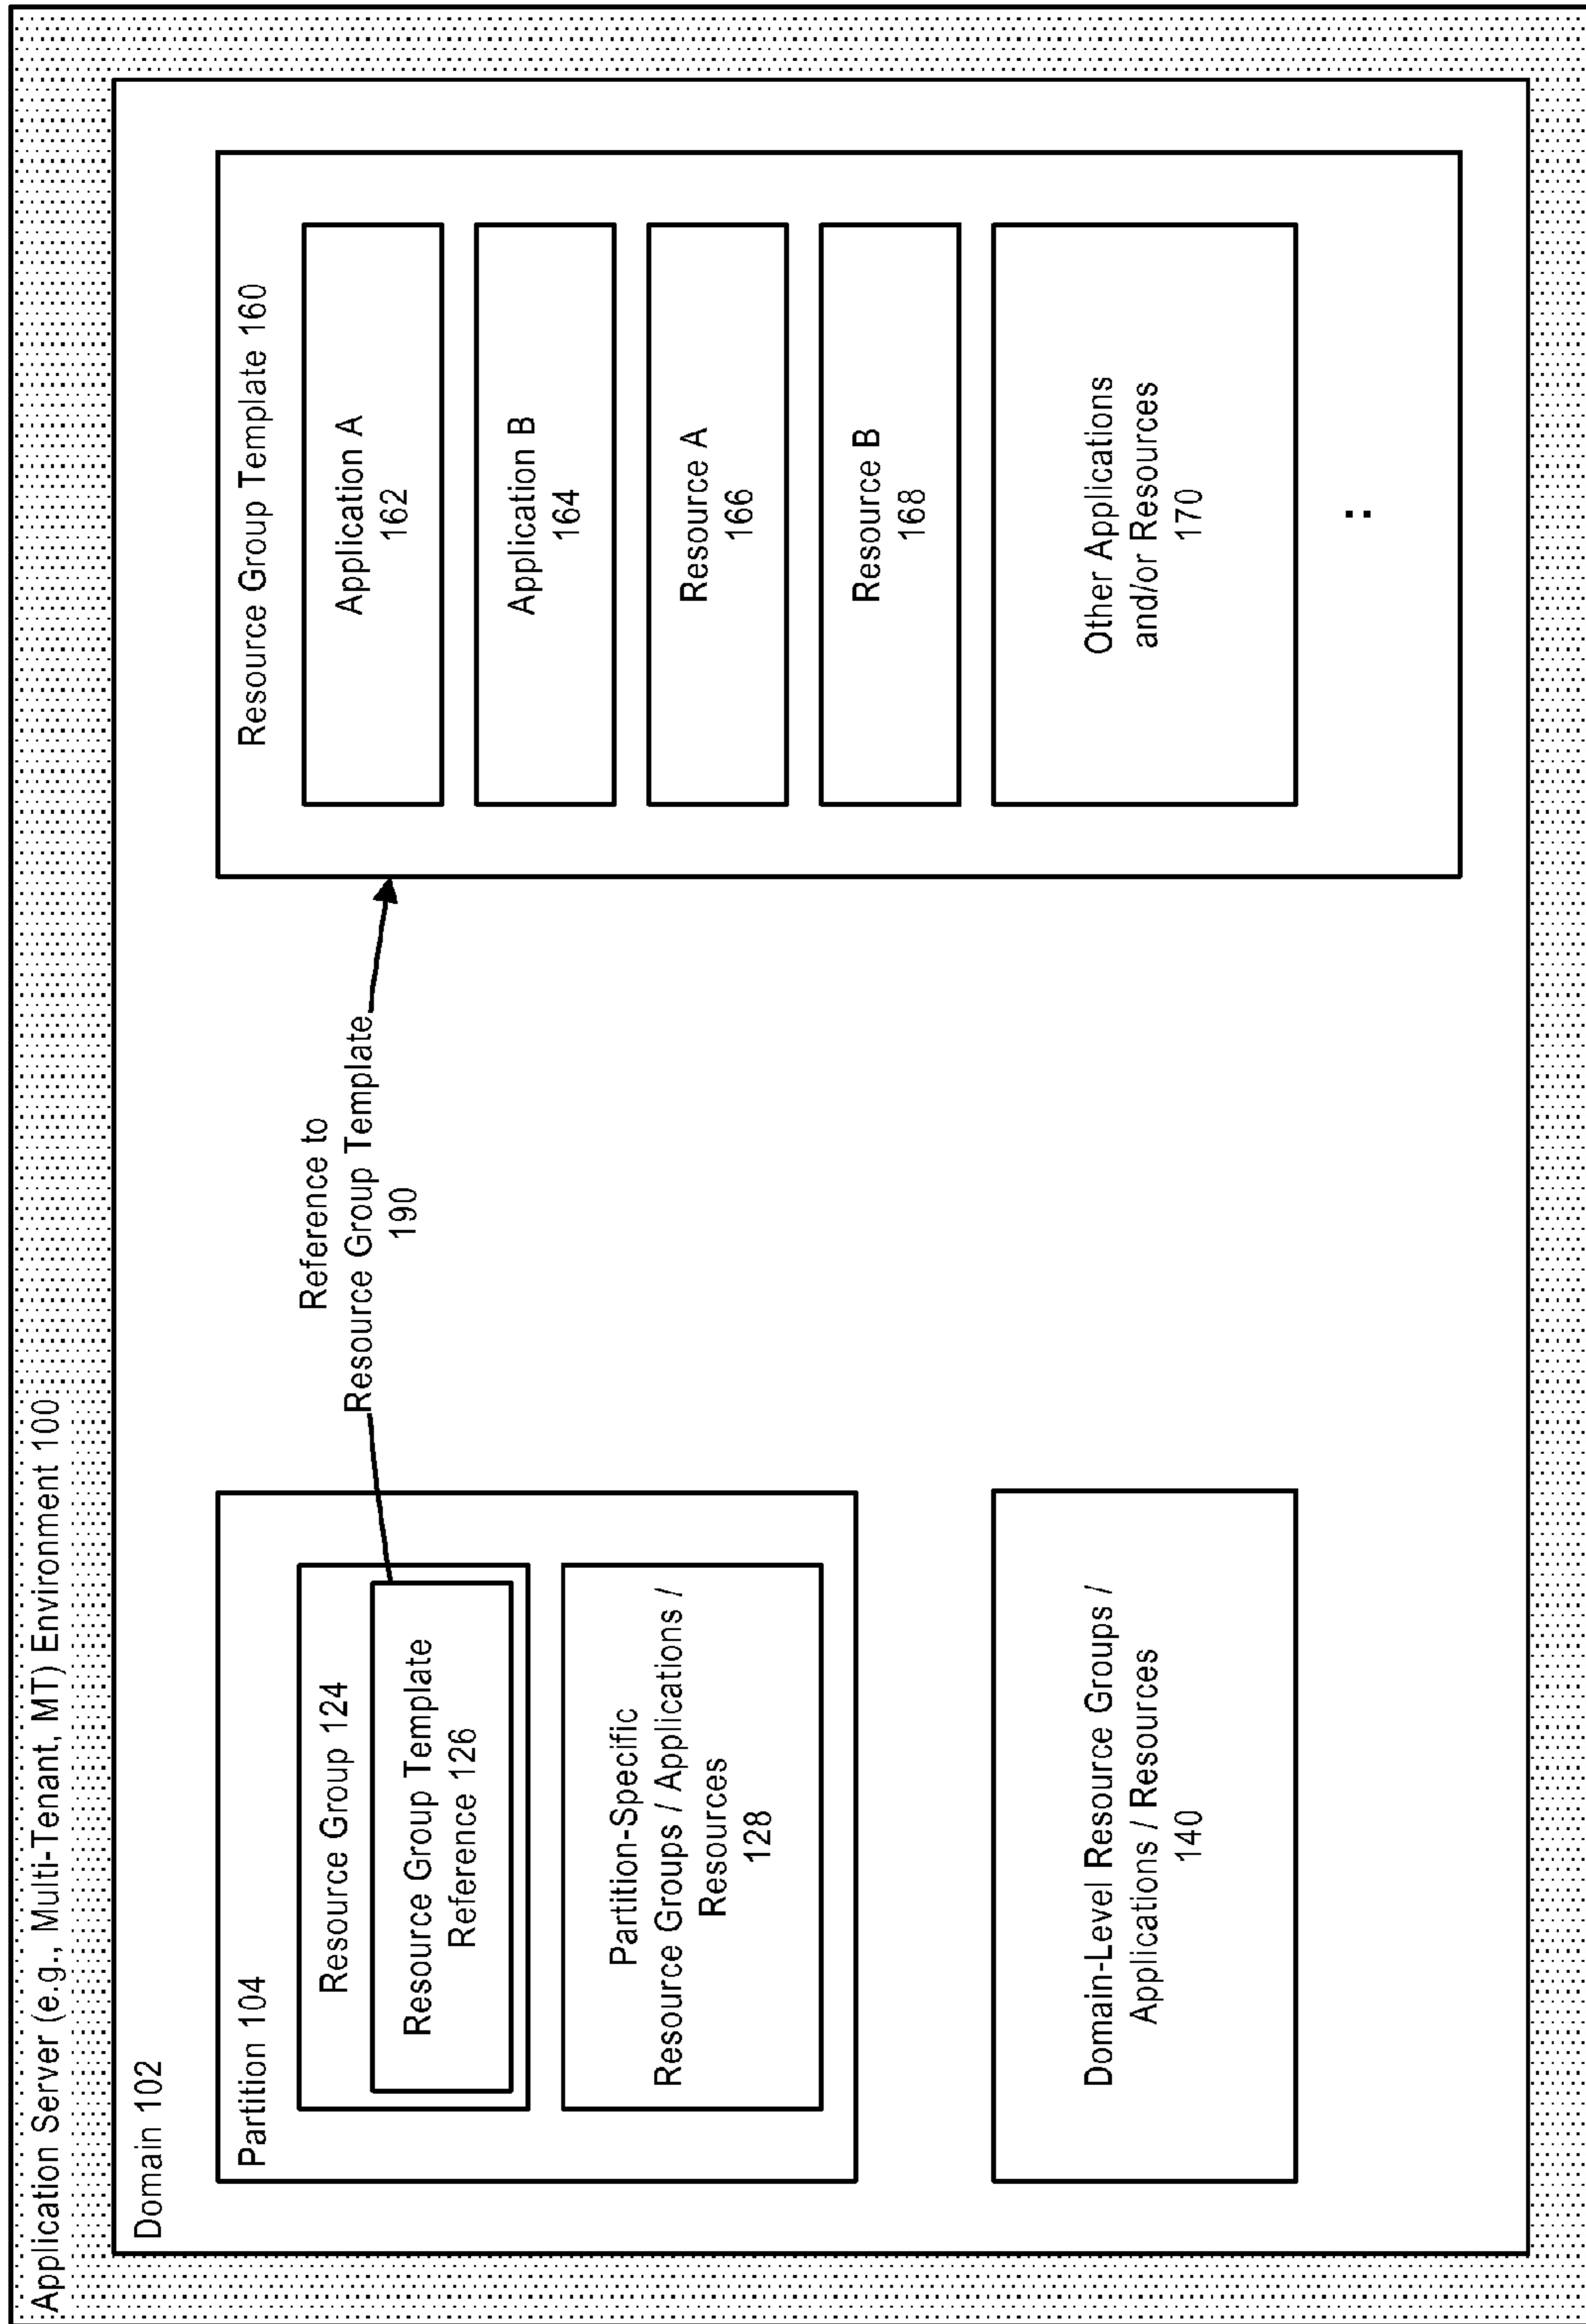 Application Server (e.g., Multi-Tenant, MT) Environment 100
Domain 102
Partition 104
Resource Group 124
Resource Group Template
Reference 126
Partition-Specific
Resource Groups / Applications /
Resources
128
Domain-Level Resource Groups /
Applications / Resources
140
Reference to
Resource Group Template
190
Resource Group Template 160
Application A
162
Application B
164
Resource A
166
Resource B
168
Other Applications
and/or Resources
170